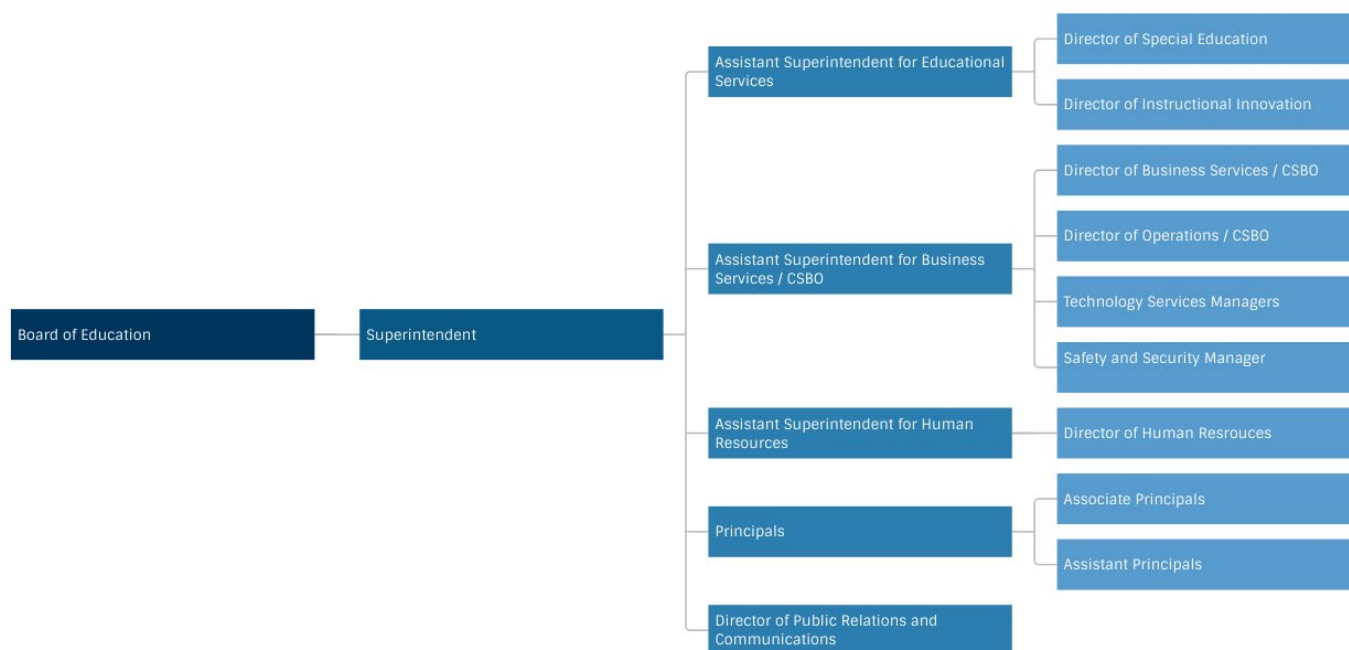 Board of Education
Superintendent
Assistant Superintendent for Educational
Services
Director of Special Education
Director of Instructional Innovation
Assistant Superintendent for Business
Services / CSBO
Director of Business Services / CSBO
Director of Operations / CSBO
Technology Services Managers
Safety and Security Manager
Assistant Superintendent for Human
Resources
Director of Human Resrouces
Principals
Associate Principals
Assistant Principals
Director of Public Relations and
Communications